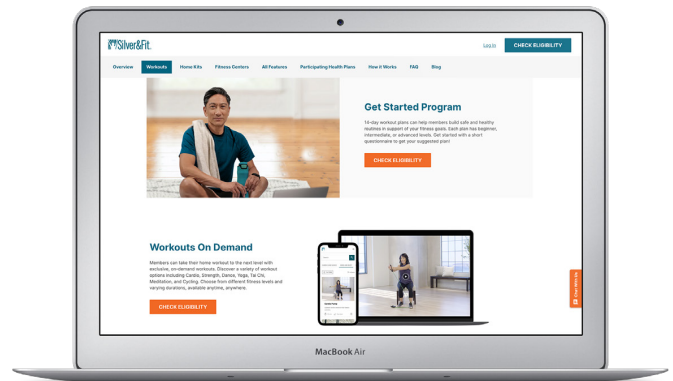 Silver&Fit.
Log In
CHECK ELIGIBILITY
Overview
Workouts
Home Kits
Fitness Centers
All Features
Participating Health Plans
How it Works
FAQ
Blog
Get Started Program
14-day workout plans can help members build safe and healthy
routines in support of your fitness goals. Each plan has beginner,
intermediate, or advanced levels. Get started with a short
questionnaire to get your suggested plan!
CHECK ELIGIBILITY
Workouts On Demand
Members can take their home workout to the next level with
exclusive, on-demand workouts. Discover a variety of workout
options including Cardio, Strength, Dance, Yoga, Tai Chi,
Meditation, and Cycling. Choose from different fitness levels and
varying durations, available anytime, anywhere.
CHECK ELIGIBILITY
Chat With Us
MacBook Air